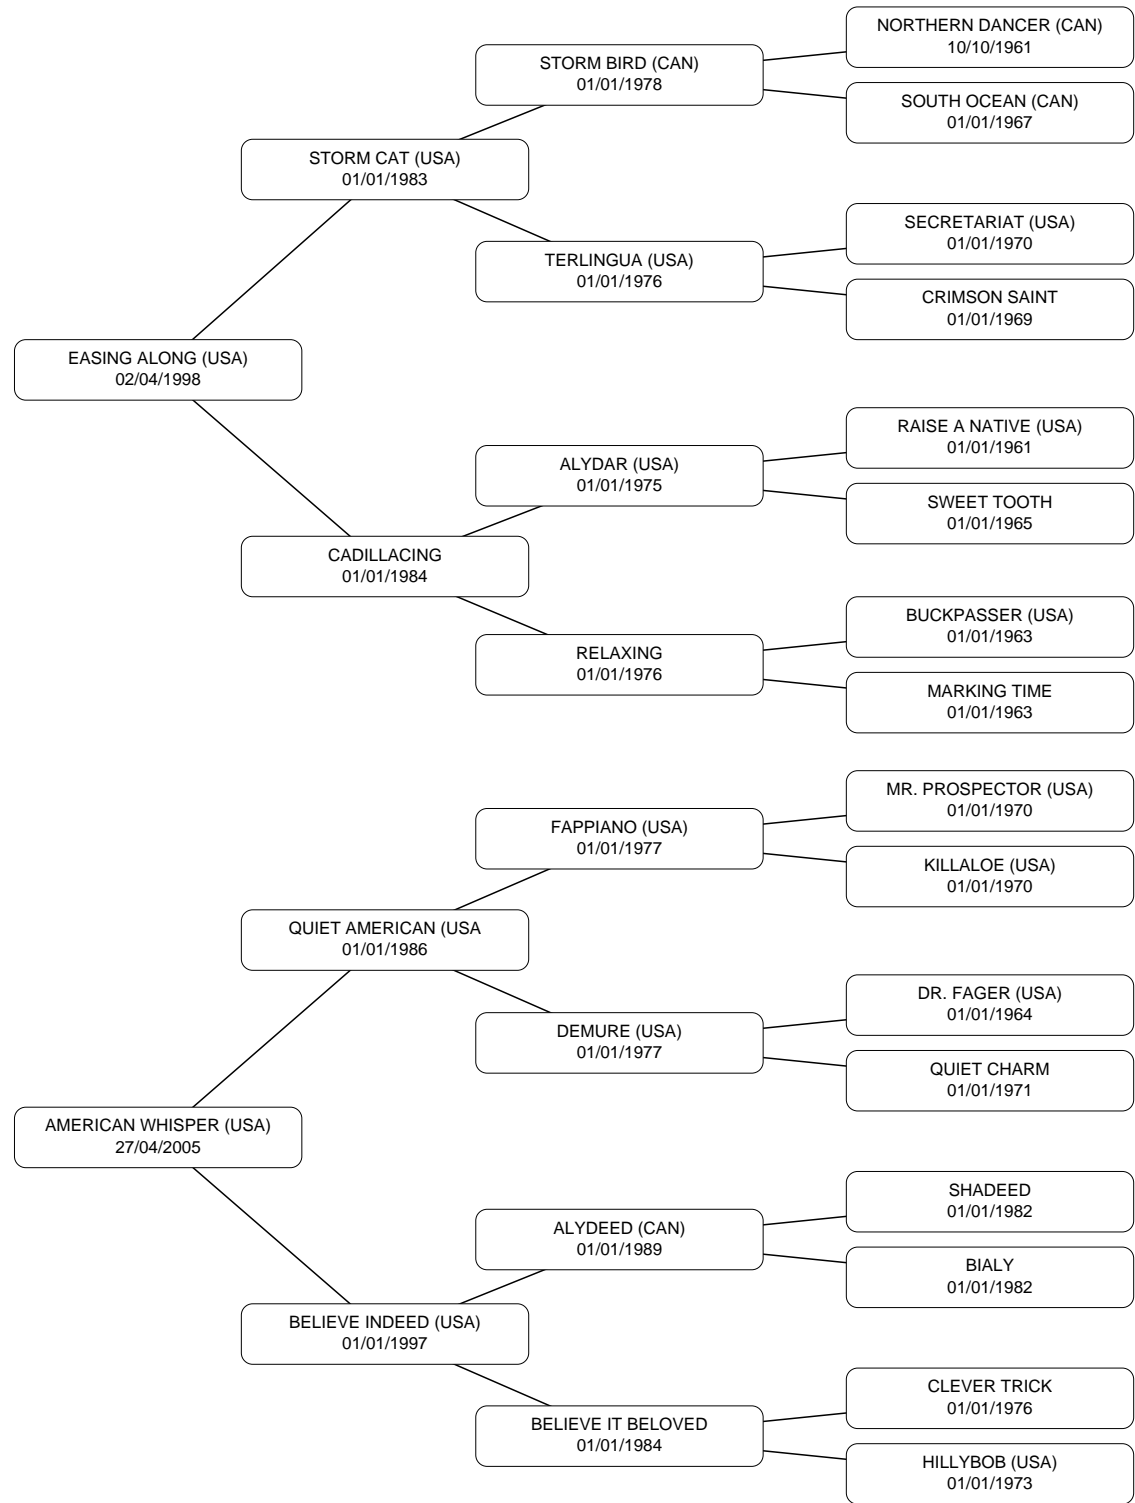 NORTHERN DANCER (CAN)
10/10/1961
STORM BIRD (CAN)
01/01/1978
SOUTH OCEAN (CAN)
01/01/1967
STORM CAT (USA)
01/01/1983
SECRETARIAT (USA)
01/01/1970
TERLINGUA (USA)
01/01/1976
CRIMSON SAINT
01/01/1969
EASING ALONG (USA)
02/04/1998
RAISE A NATIVE (USA)
01/01/1961
ALYDAR (USA)
01/01/1975
SWEET TOOTH
01/01/1965
CADILLACING
01/01/1984
BUCKPASSER (USA)
01/01/1963
RELAXING
01/01/1976
MARKING TIME
01/01/1963
MR. PROSPECTOR (USA)
01/01/1970
FAPPIANO (USA)
01/01/1977
KILLALOE (USA)
01/01/1970
QUIET AMERICAN (USA
01/01/1986
DR. FAGER (USA)
01/01/1964
DEMURE (USA)
01/01/1977
QUIET CHARM
01/01/1971
AMERICAN WHISPER (USA)
27/04/2005
SHADEED
01/01/1982
ALYDEED (CAN)
01/01/1989
BIALY
01/01/1982
BELIEVE INDEED (USA)
01/01/1997
CLEVER TRICK
01/01/1976
BELIEVE IT BELOVED
01/01/1984
HILLYBOB (USA)
01/01/1973